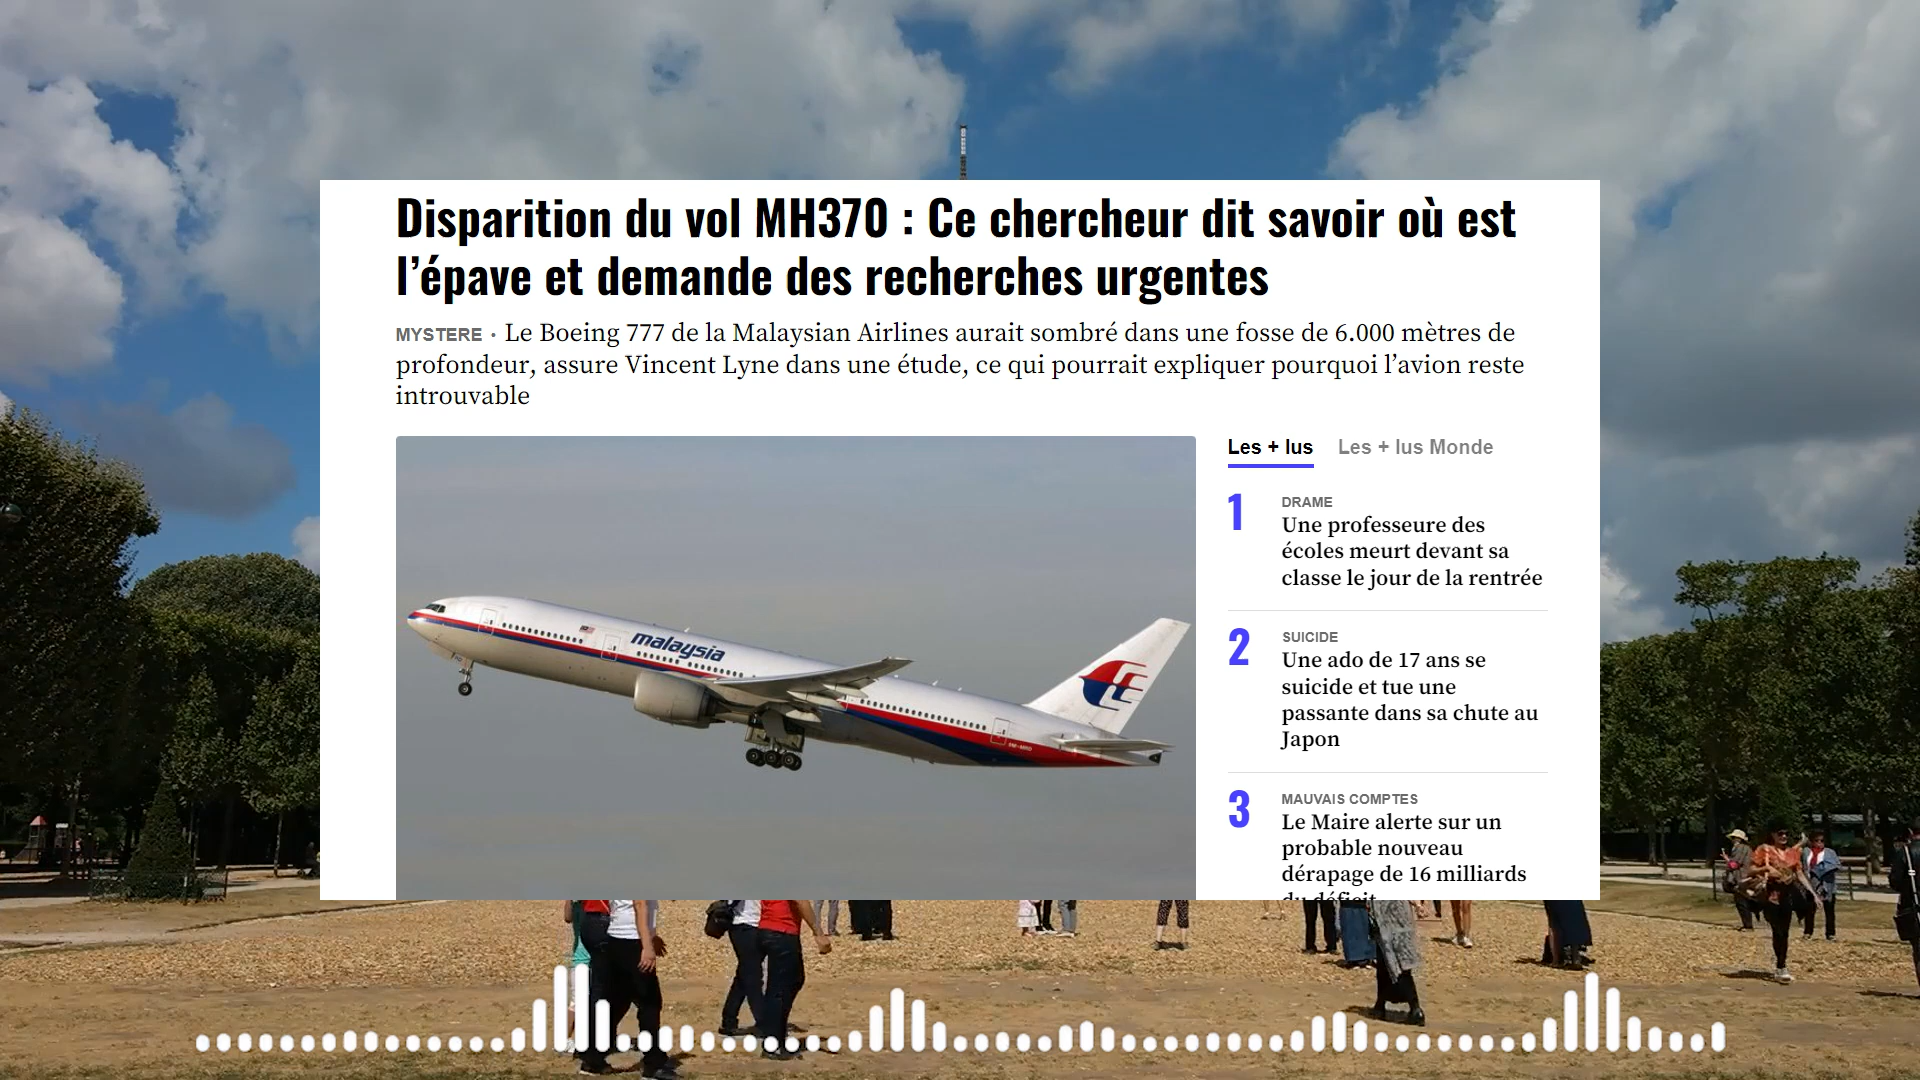 Disparition du vol MH370 : Ce chercheur dit savoir où est
l’épave et demande des recherches urgentes
MYSTERE • Le Boeing 777 de la Malaysian Airlines aurait sombré dans une fosse de 6.000 mètres de
profondeur, assure Vincent Lyne dans une étude, ce qui pourrait expliquer pourquoi l’avion reste
introuvable
malaysia
Les + lus Les + lus Monde
1 DRAME
Une professeure des
écoles meurt devant sa
classe le jour de la rentrée
2 SUICIDE
Une ado de 17 ans se
suicide et tue une
passante dans sa chute au
Japon
3 MAUVAIS COMPTES
Le Maire alerte sur un
probable nouveau
dérapage de 16 milliards
du déficit